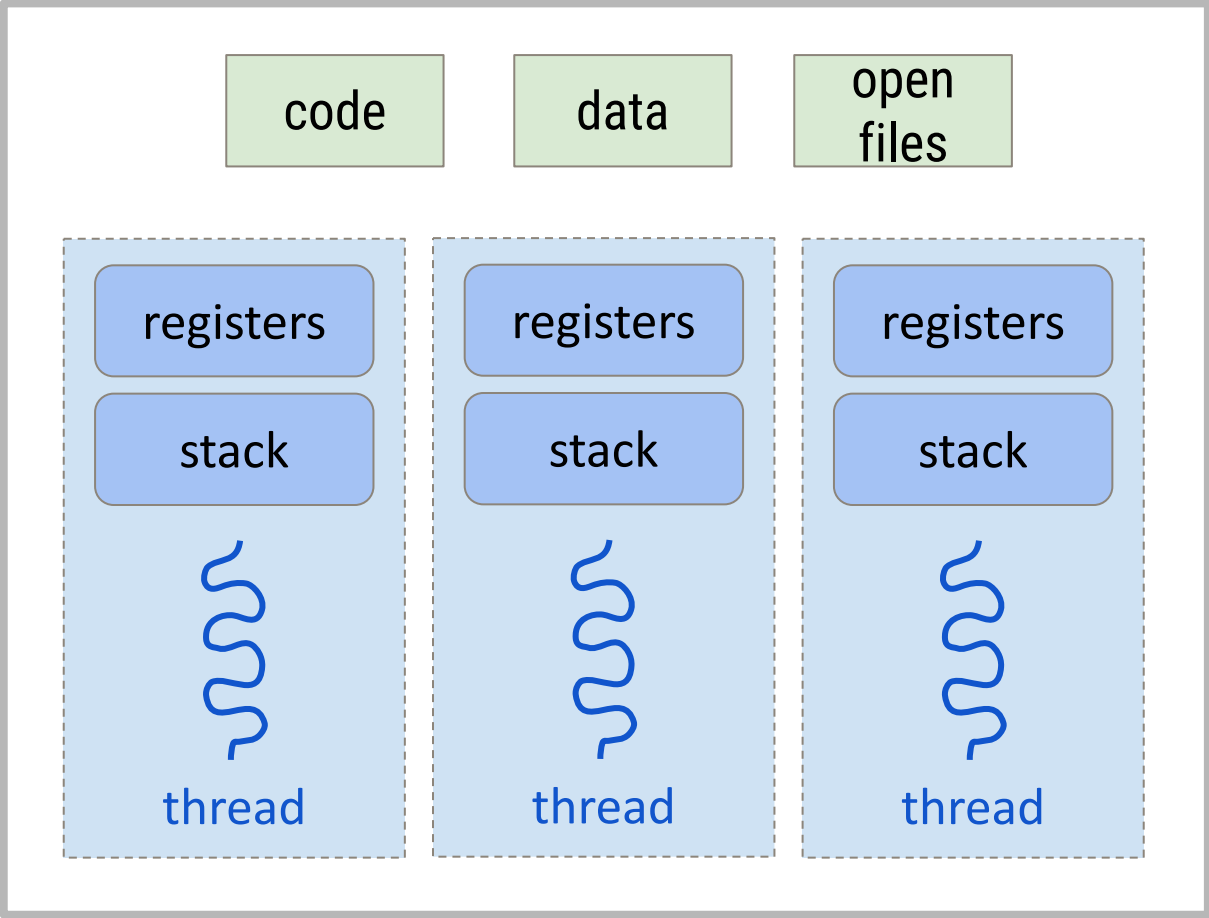 code
data
open
files
registers
registers
registers
stack
stack
stack
thread
thread
thread